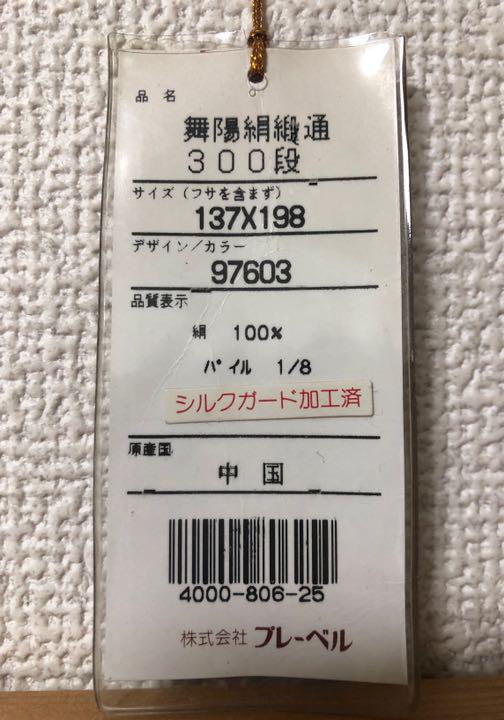 品 名
舞陽絹緞通
300段
サイズ(フサを含まず)
137X198
デザイン/カラー
97603
品質表示
絹 100%
パイル 1/8
シルクガード加工済
原産国
中 国
4000-806-25
株式会社 プレーベル